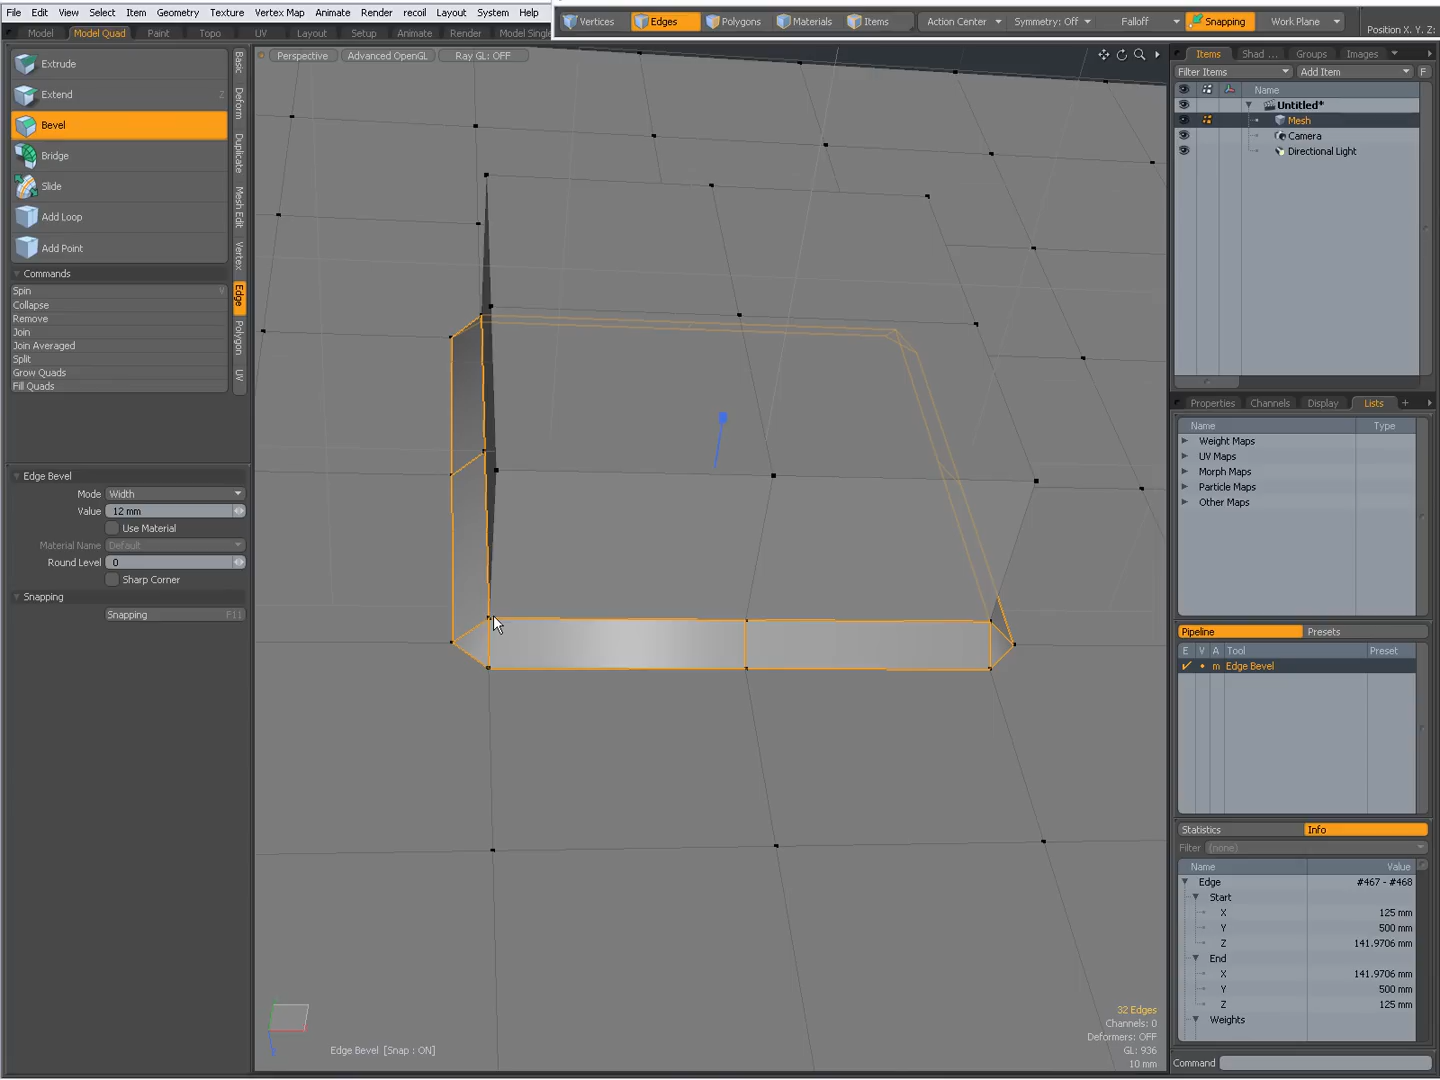 File Edit View Select Item Geometry Texture Vertex Map Animate Render recoil Layout System Help
Vertices Edges Polygons Materials Items Action Center Symmetry: Off Falloff Snapping Work Plane Position X, Y, Z:
Model Model Quad Paint Topo UV Layout Setup Animate Render Model Single
Perspective Advanced OpenGL Ray GL: OFF
Extrude
Extend Z
Bevel
Bridge
Slide
Add Loop
Add Point
Commands
Spin V
Collapse
Remove
Join
Join Averaged
Split
Grow Quads
Fill Quads
Basic
Deform
Duplicate
Mesh Edit
Vertex
Edge
Polygon
UV
Edge Bevel
Mode Width
Value 12 mm
Use Material
Material Name Default
Round Level 0
Sharp Corner
Snapping
Snapping F11
32 Edges
Channels: 0
Deformers: OFF
GL: 936
10 mm
Edge Bevel [Snap : ON]
Items Shad ... Groups Images
Filter Items Add Item F
Name
Untitled*
Mesh
Camera
Directional Light
Properties Channels Display Lists +
Name Type
Weight Maps
UV Maps
Morph Maps
Particle Maps
Other Maps
Pipeline Presets
E V A Tool Preset
m Edge Bevel
Statistics Info
Filter (none)
Name Value
Edge #467 - #468
Start
X 125 mm
Y 500 mm
Z 141.9706 mm
End
X 141.9706 mm
Y 500 mm
Z 125 mm
Weights
Command